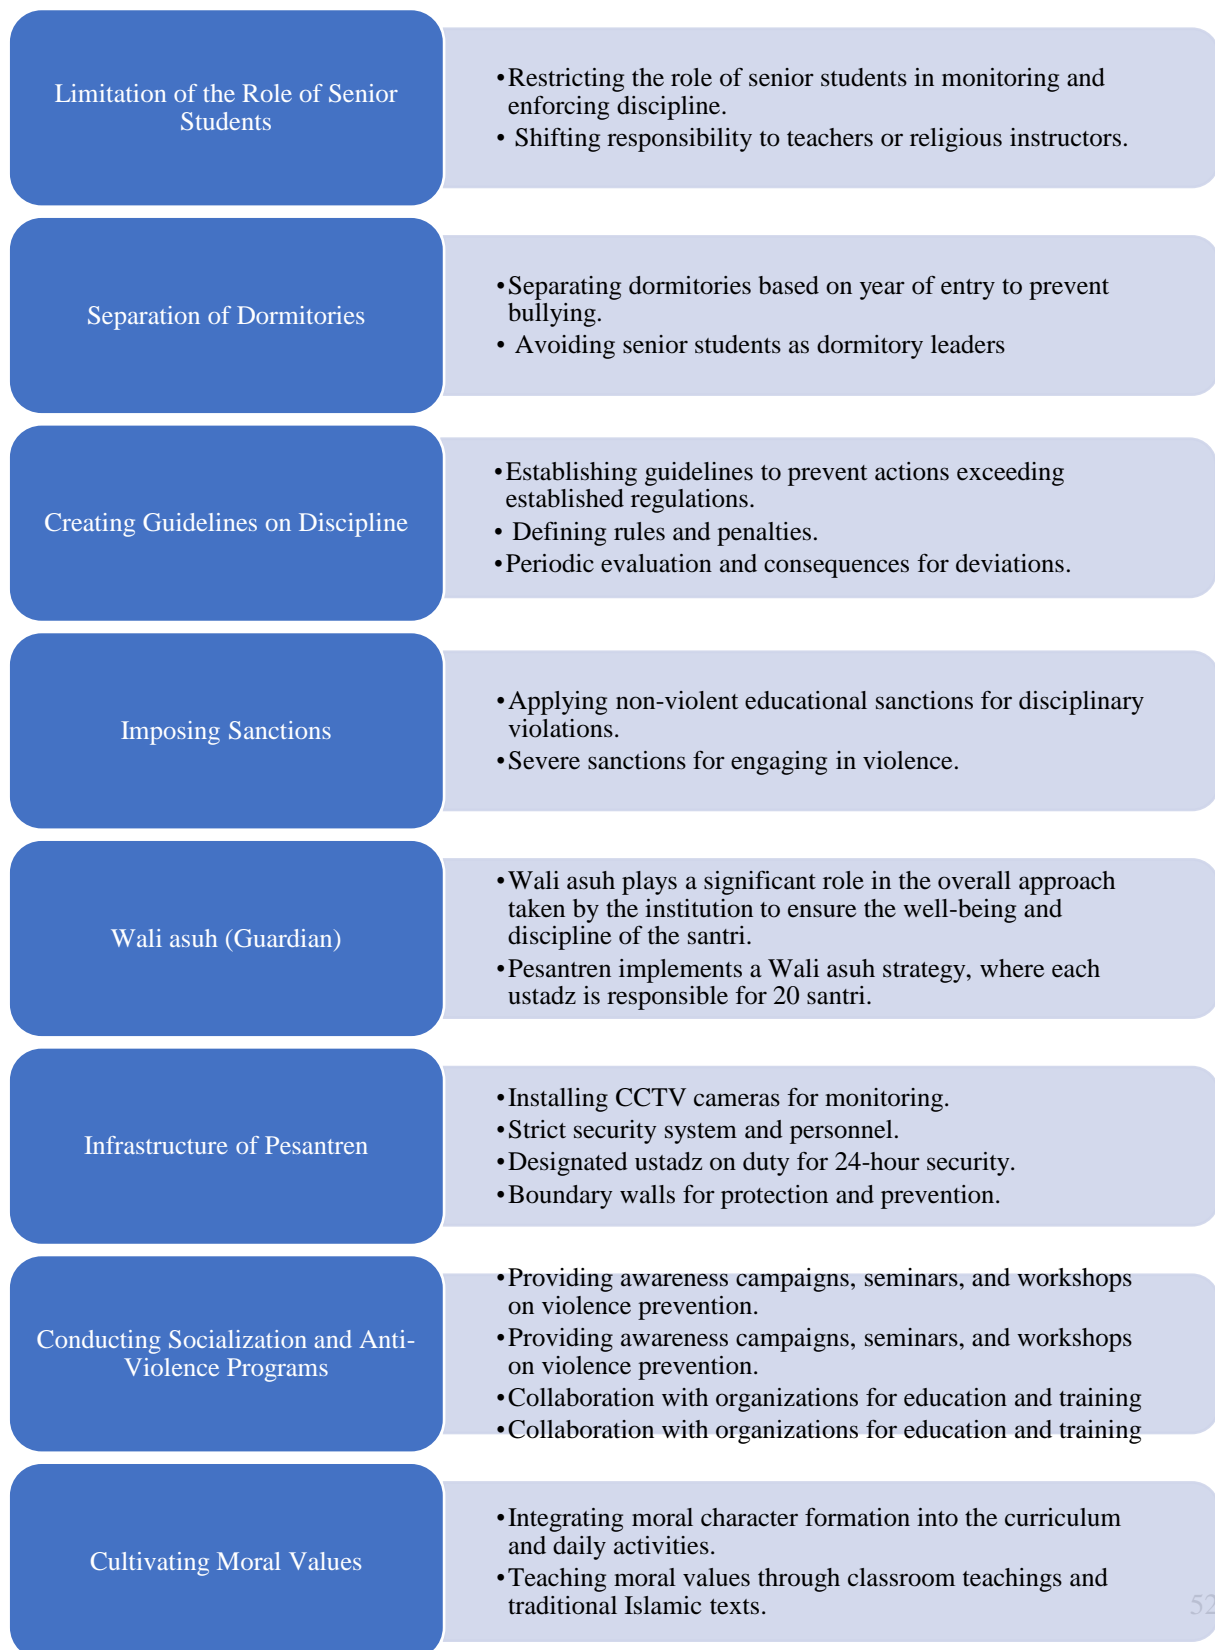 Limitation of the Role of Senior
Students
•Restricting the role of senior students in monitoring and
enforcing discipline.
• Shifting responsibility to teachers or religious instructors.
Separation of Dormitories
•Separating dormitories based on year of entry to prevent
bullying.
• Avoiding senior students as dormitory leaders
Creating Guidelines on Discipline
•Establishing guidelines to prevent actions exceeding
established regulations.
• Defining rules and penalties.
•Periodic evaluation and consequences for deviations.
Imposing Sanctions
•Applying non-violent educational sanctions for disciplinary
violations.
•Severe sanctions for engaging in violence.
Wali asuh (Guardian)
•Wali asuh plays a significant role in the overall approach
taken by the institution to ensure the well-being and
discipline of the santri.
•Pesantren implements a Wali asuh strategy, where each
ustadz is responsible for 20 santri.
Infrastructure of Pesantren
•Installing CCTV cameras for monitoring.
•Strict security system and personnel.
•Designated ustadz on duty for 24-hour security.
•Boundary walls for protection and prevention.
Conducting Socialization and Anti-
Violence Programs
•Providing awareness campaigns, seminars, and workshops
on violence prevention.
•Providing awareness campaigns, seminars, and workshops
on violence prevention.
•Collaboration with organizations for education and training
•Collaboration with organizations for education and training
Cultivating Moral Values
•Integrating moral character formation into the curriculum
and daily activities.
•Teaching moral values through classroom teachings and
traditional Islamic texts.
52